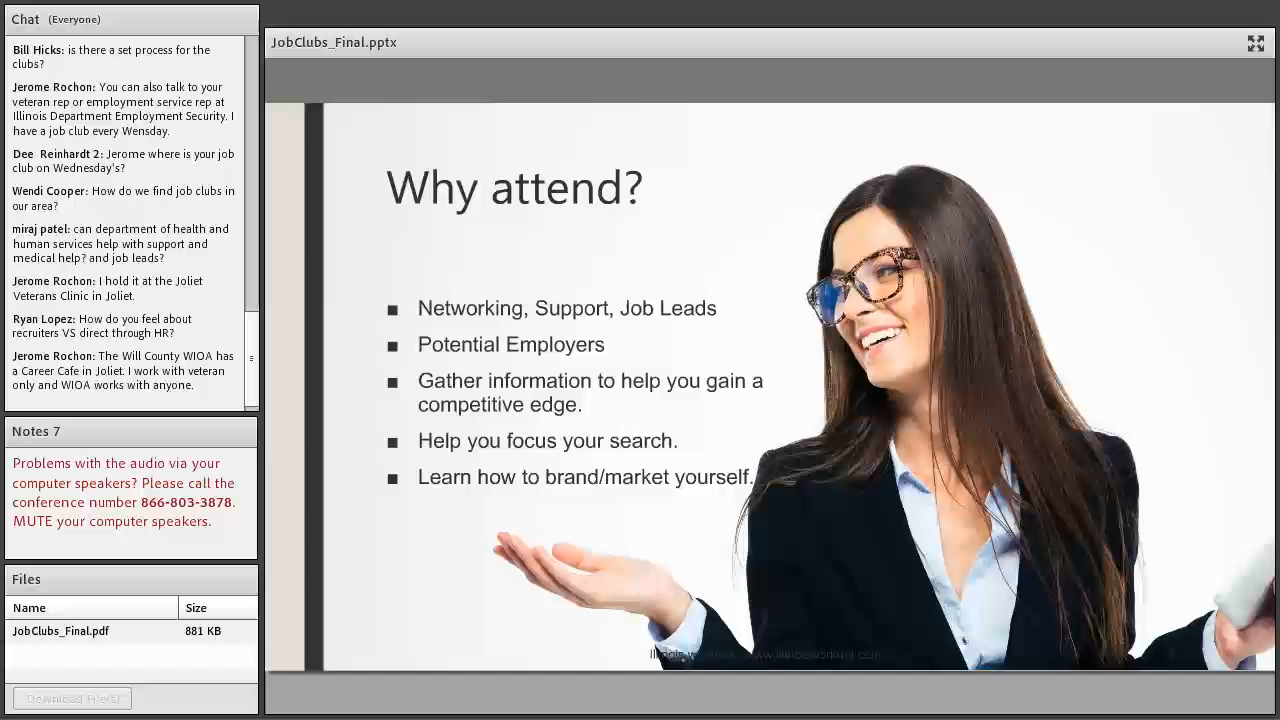 Chat (Everyone)
Bill Hicks: is there a set process for the
clubs?
Jerome Rochon: You can also talk to your
veteran rep or employment service rep at
Illinois Department Employment Security. I
have a job club every Wensday.
Dee Reinhardt 2: Jerome where is your job
club on Wednesday's?
Wendi Cooper: How do we find job clubs in
our area?
miraj patel: can department of health and
human services help with support and
medical help? and job leads?
Jerome Rochon: I hold it at the Joliet
Veterans Clinic in Joliet.
Ryan Lopez: How do you feel about
recruiters VS direct through HR?
Jerome Rochon: The Will County WIOA has
a Career Cafe in Joliet. I work with veteran
only and WIOA works with anyone.
Notes 7
Problems with the audio via your
computer speakers? Please call the
conference number 866-803-3878.
MUTE your computer speakers.
Files
Name Size
JobClubs_Final.pdf 881 KB
Download File(s)
JobClubs_Final.pptx
Why attend?
■ Networking, Support, Job Leads
■ Potential Employers
■ Gather information to help you gain a
competitive edge.
■ Help you focus your search.
■ Learn how to brand/market yourself.